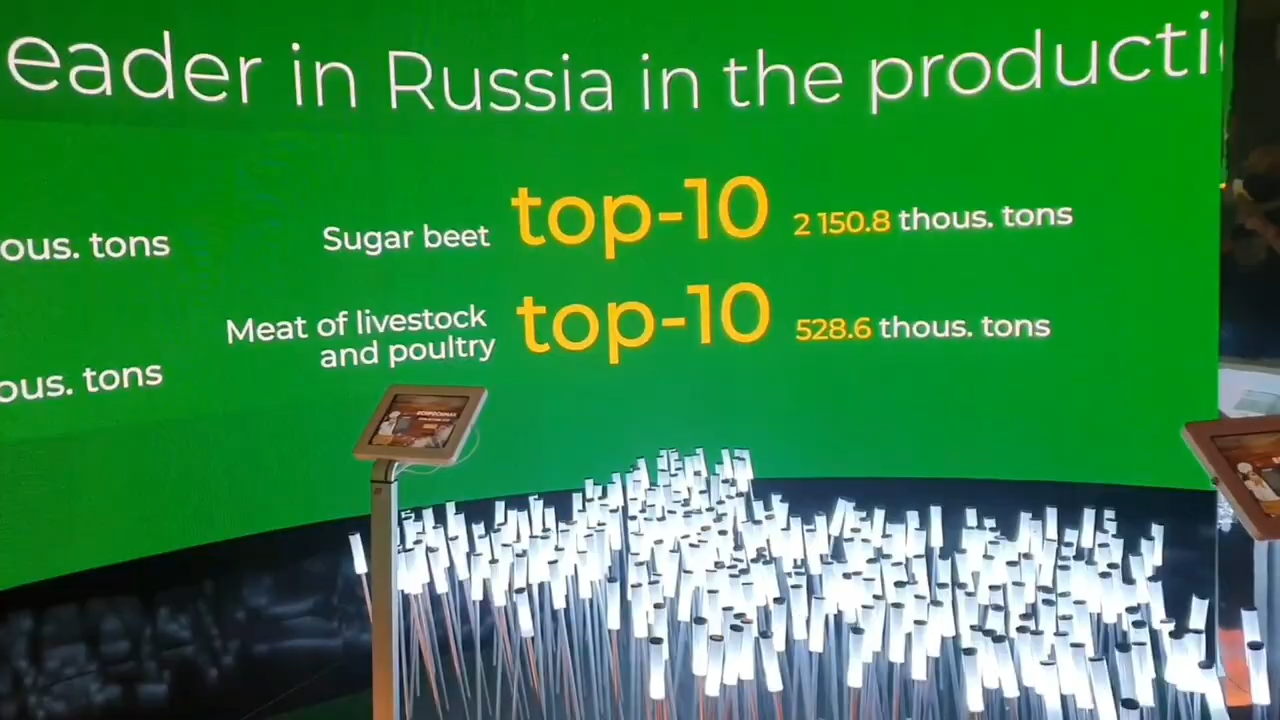 eader in Russia in the producti
ous. tons
Sugar beet top-10 2 150.8 thous. tons
Meat of livestock
and poultry top-10 528.6 thous. tons
ous. tons